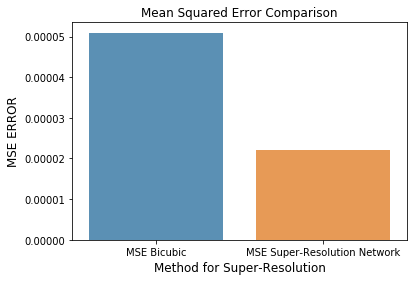 Mean Squared Error Comparison
MSE ERROR
0.00005
0.00004
0.00003
0.00002
0.00001
0.00000
MSE Bicubic
MSE Super-Resolution Network
Method for Super-Resolution